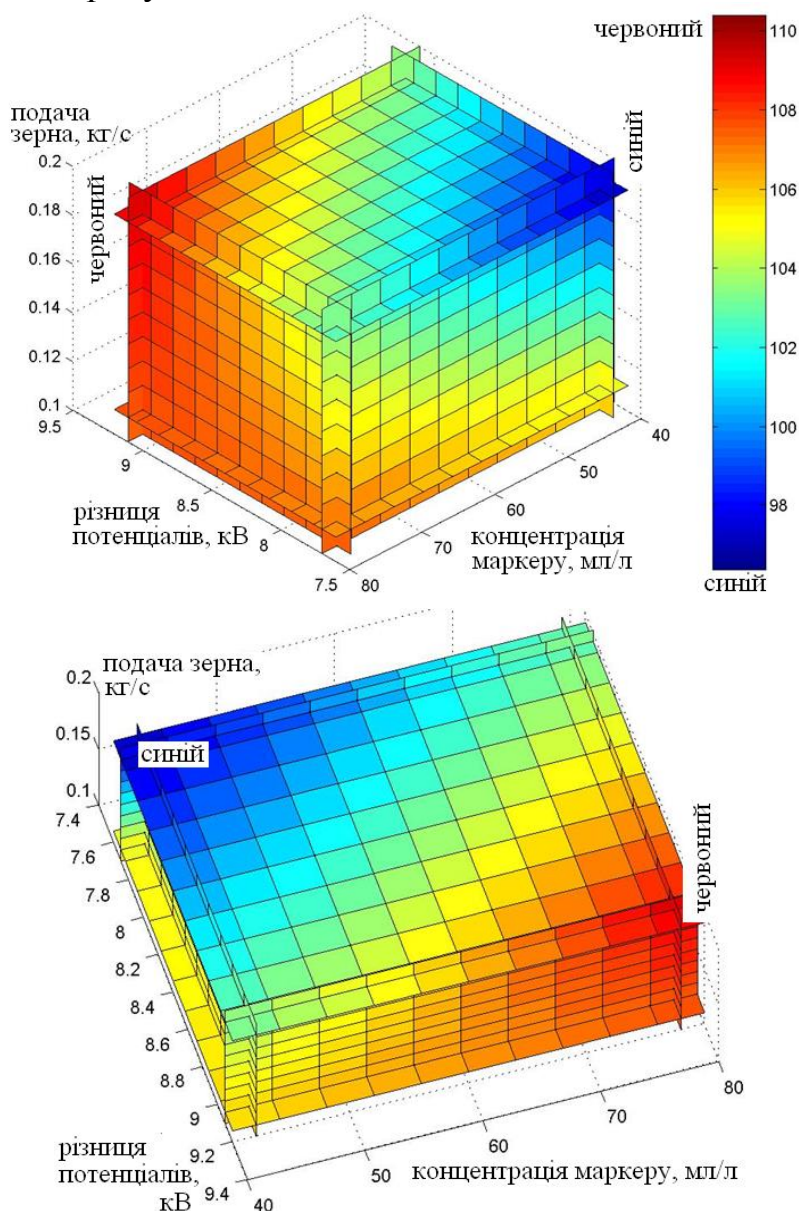 червоний
110
108
106
104
102
100
98
синій
подача
зерна, кг/с
0.2
0.18
0.16
0.14
0.12
0.1
червоний
синій
9.5
9
8.5
8
7.5
різниця
потенціалів, кВ
40
50
60
70
80
концентрація
маркеру, мл/л
подача зерна,
кг/с
0.2
0.15
0.1
синій
червоний
7.4
7.6
7.8
8
8.2
8.4
8.6
8.8
9
9.2
9.4
різниця
потенціалів,
кВ
40
50
60
70
80
концентрація маркеру, мл/л